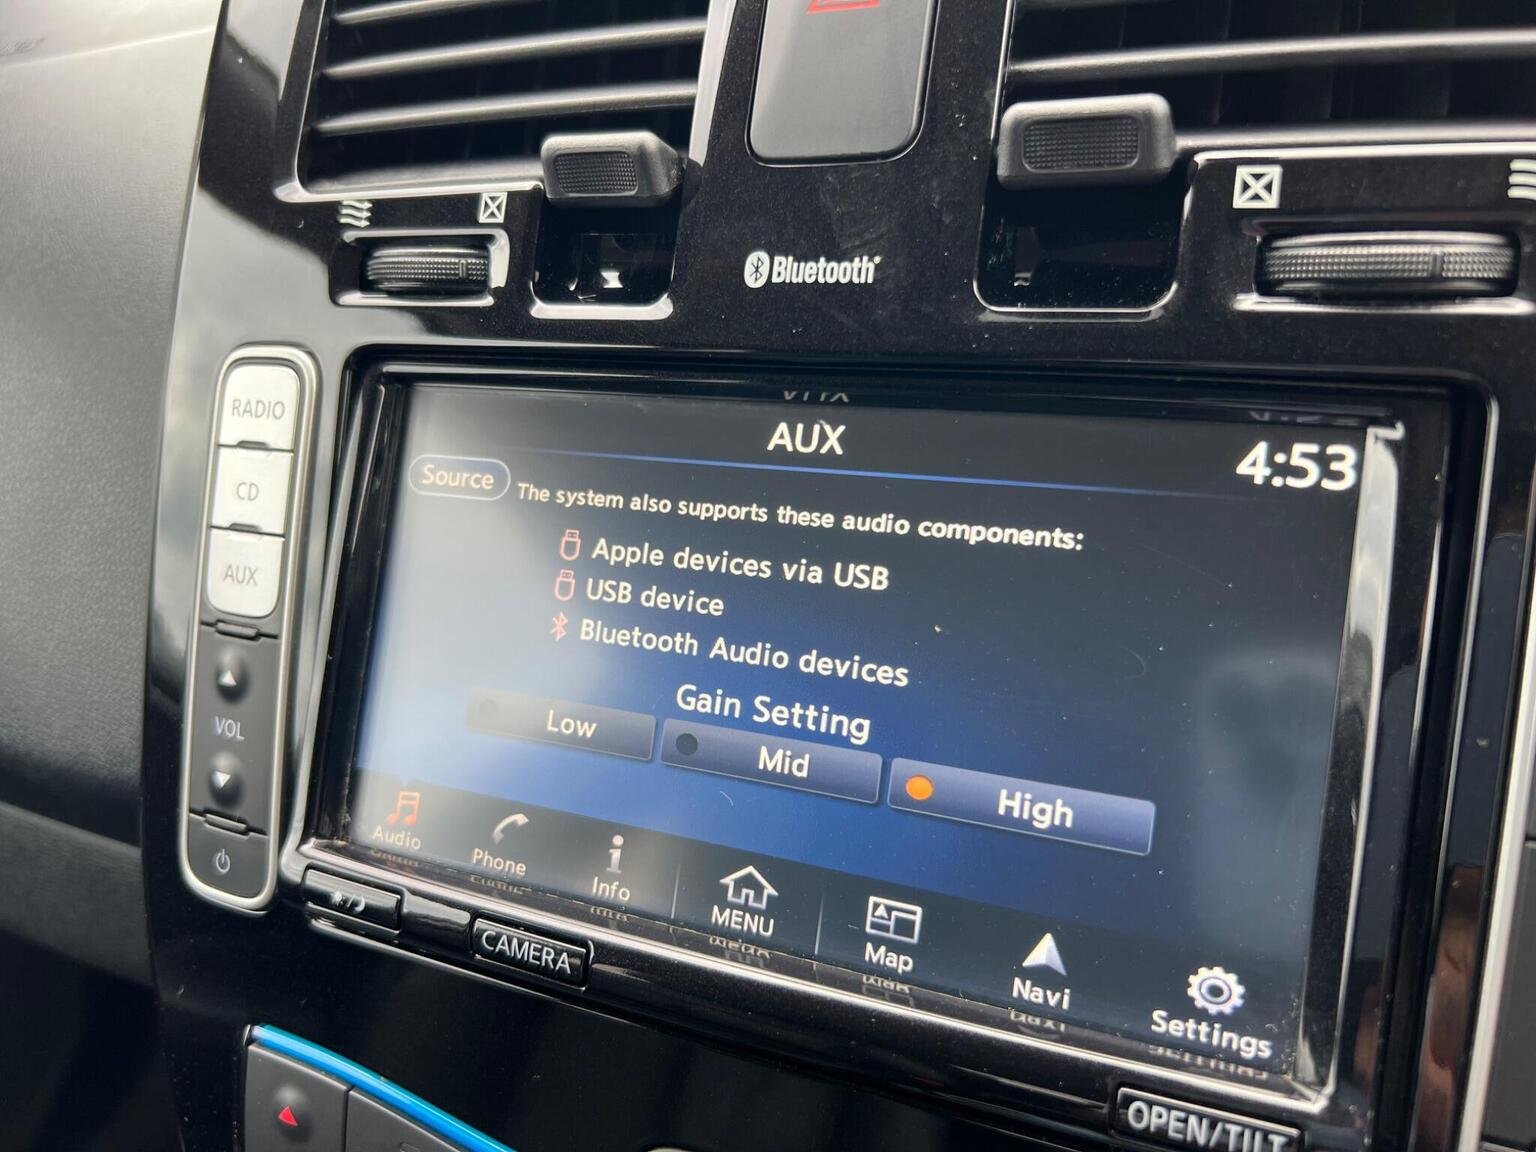 Bluetooth
RADIO
CD
AUX
VOL
AUX
4:53
Source
The system also supports these audio components:
Apple devices via USB
USB device
Bluetooth Audio devices
Gain Setting
Low
Mid
High
Audio
Phone
Info
MENU
Map
Navi
Settings
CAMERA
OPEN/TILT